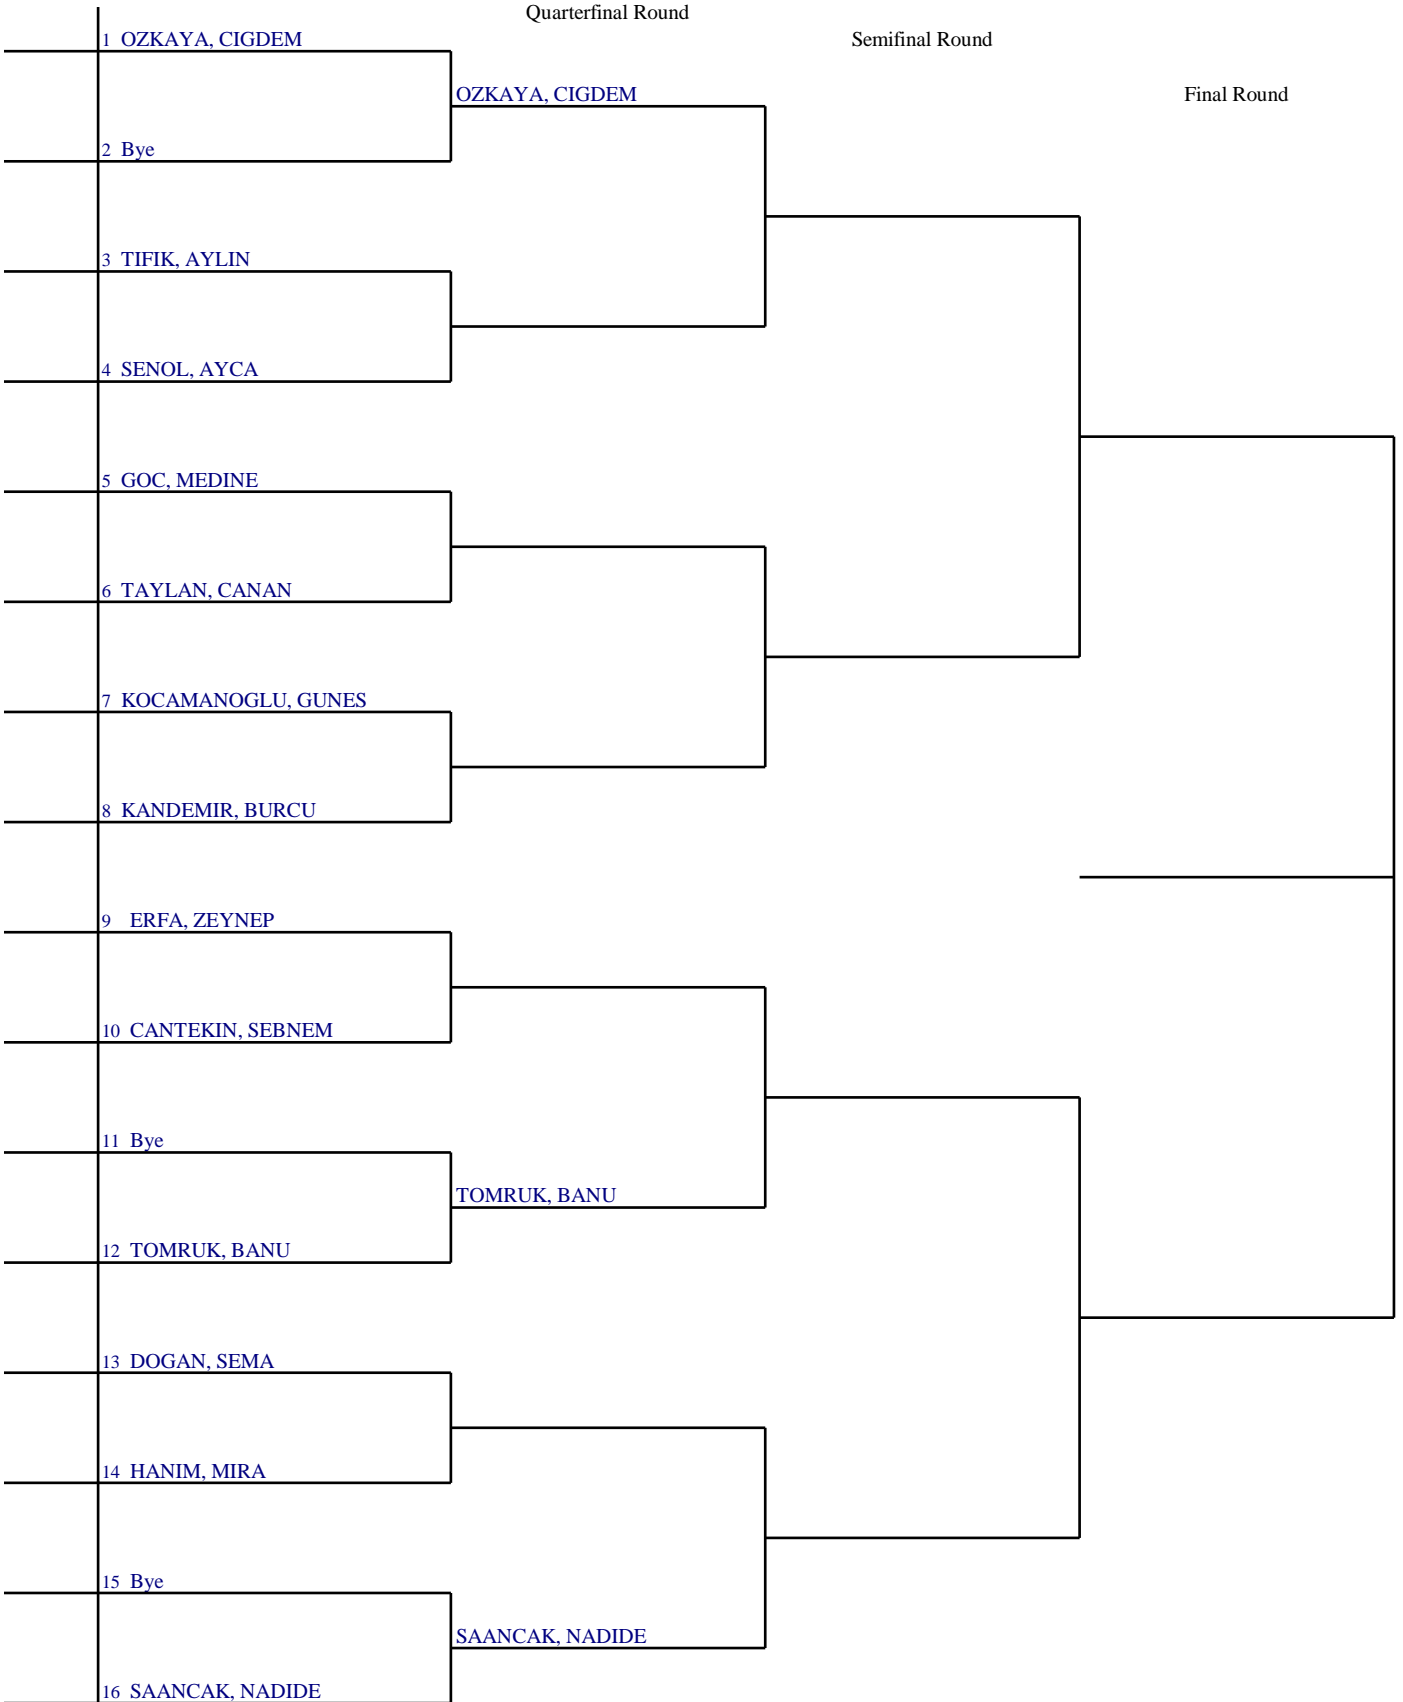 Quarterfinal Round
1 OZKAYA, CIGDEM
Semifinal Round
OZKAYA, CIGDEM
Final Round
2 Bye
3 TIFIK, AYLIN
4 SENOL, AYCA
5 GOC, MEDINE
6 TAYLAN, CANAN
7 KOCAMANOGLU, GUNES
8 KANDEMIR, BURCU
9 ERFA, ZEYNEP
10 CANTEKIN, SEBNEM
11 Bye
TOMRUK, BANU
12 TOMRUK, BANU
13 DOGAN, SEMA
14 HANIM, MIRA
15 Bye
SAANCAK, NADIDE
16 SAANCAK, NADIDE